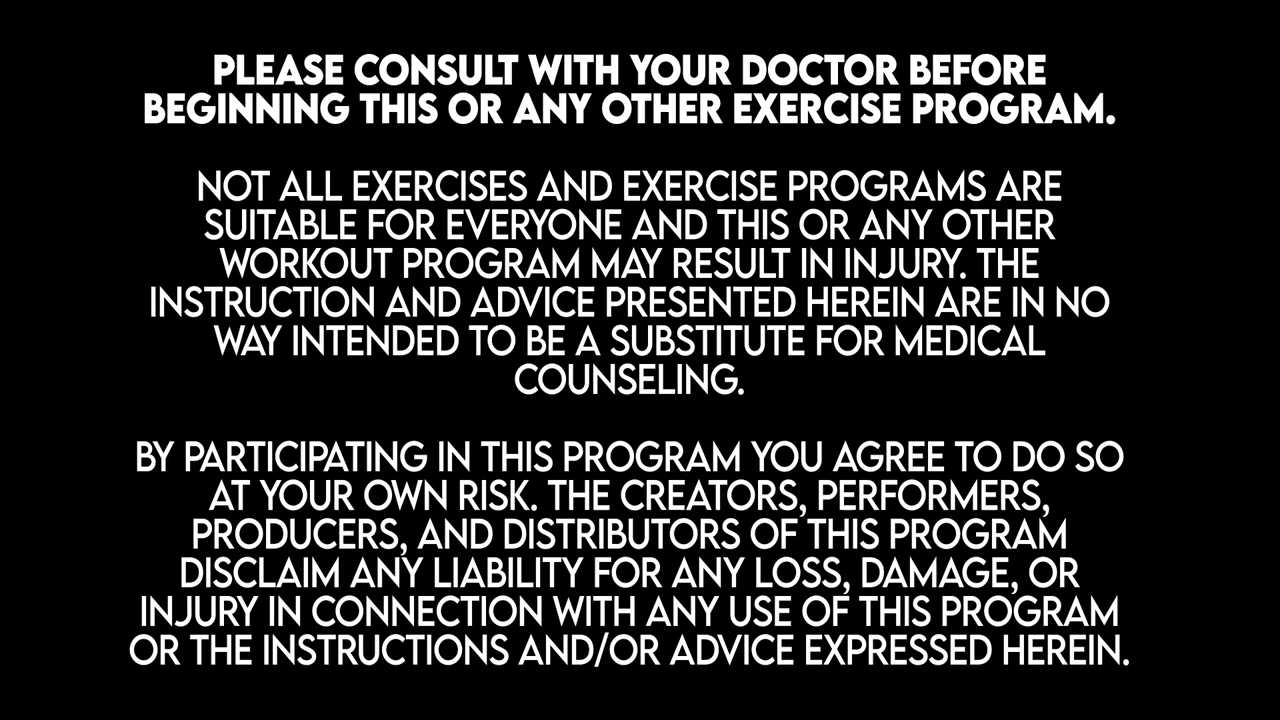 PLEASE CONSULT WITH YOUR DOCTOR BEFORE
BEGINNING THIS OR ANY OTHER EXERCISE PROGRAM.
NOT ALL EXERCISES AND EXERCISE PROGRAMS ARE
SUITABLE FOR EVERYONE AND THIS OR ANY OTHER
WORKOUT PROGRAM MAY RESULT IN INJURY. THE
INSTRUCTION AND ADVICE PRESENTED HEREIN ARE IN NO
WAY INTENDED TO BE A SUBSTITUTE FOR MEDICAL
COUNSELING.
BY PARTICIPATING IN THIS PROGRAM YOU AGREE TO DO SO
AT YOUR OWN RISK. THE CREATORS, PERFORMERS,
PRODUCERS, AND DISTRIBUTORS OF THIS PROGRAM
DISCLAIM ANY LIABILITY FOR ANY LOSS, DAMAGE, OR
INJURY IN CONNECTION WITH ANY USE OF THIS PROGRAM
OR THE INSTRUCTIONS AND/OR ADVICE EXPRESSED HEREIN.